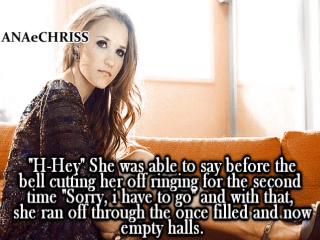 ANAeCHRISS
"H-Hey" She was able to say before the
bell cutting her off ringing for the second
time "Sorry, i have to go" and with that,
she ran off through the once filled and now
empty halls.